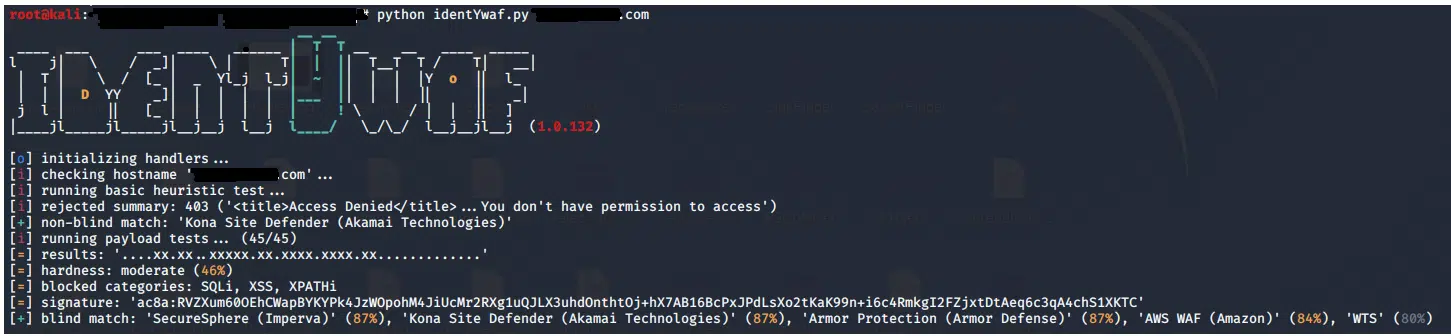 root@kali: # python identYwaf.py .com
IDENTYWAF
(1.0.132)
[o] initializing handlers...
[i] checking hostname ' .com'...
[i] running basic heuristic test...
[i] rejected summary: 403 ('<title>Access Denied</title>...You don't have permission to access')
[+] non-blind match: 'Kona Site Defender (Akamai Technologies)'
[i] running payload tests... (45/45)
[=] results: '....xx.xx..xxxxx.xx.xxxx.xxxx.xx.............'
[=] hardness: moderate (46%)
[=] blocked categories: SQLi, XSS, XPATHi
[=] signature: 'ac8a:RVZXum60OEhCWapBYKYPk4JzWOpohM4JiUcMr2RXg1uQJLX3uhdOnthtOj+hX7AB16BcPxJPdLsXo2tKaK99n+i6c4RmkgI2FZjxtDtAeq6c3qA4chS1XKTC'
[+] blind match: 'SecureSphere (Imperva)' (87%), 'Kona Site Defender (Akamai Technologies)' (87%), 'Armor Protection (Armor Defense)' (87%), 'AWS WAF (Amazon)' (84%), 'WTS' (80%)